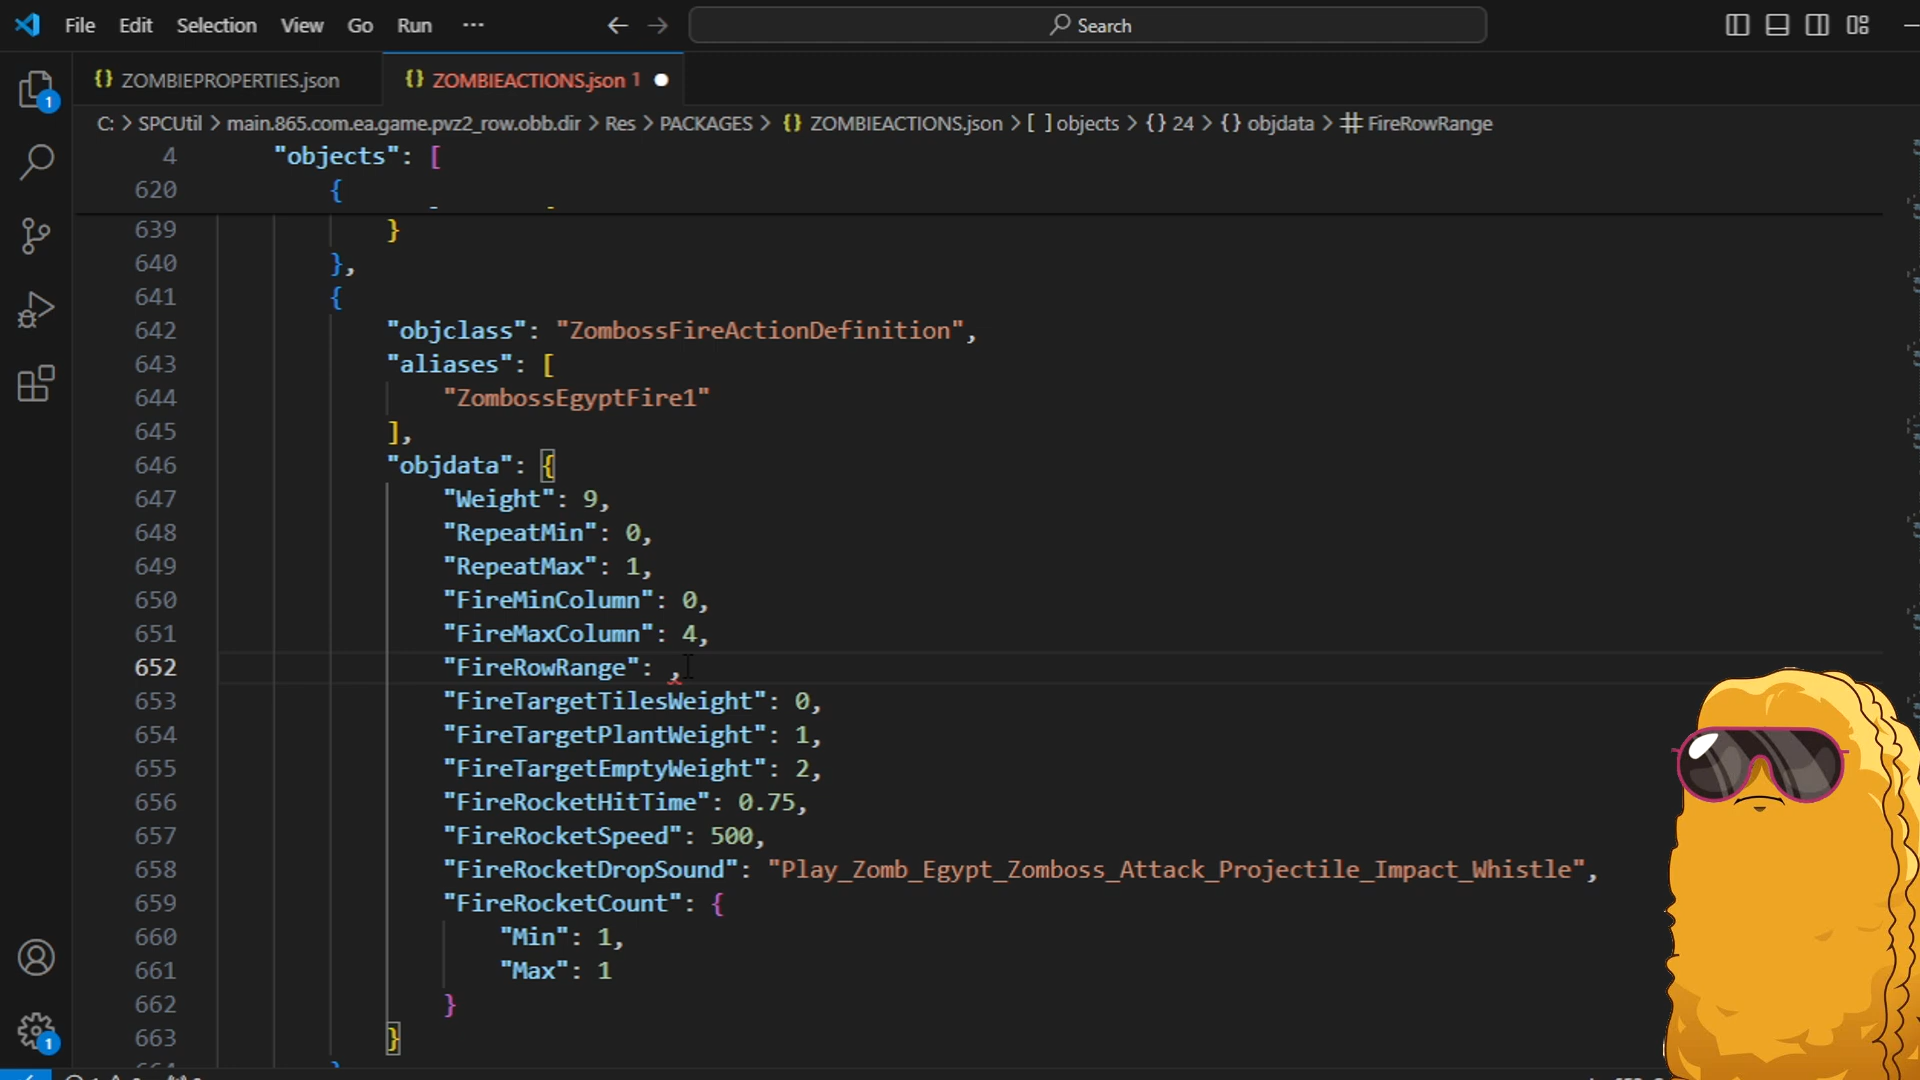 File Edit Selection View Go Run ··· Search
ZOMBIEPROPERTIES.json ZOMBIEACTIONS.json 1
C: > SPCUtil > main.865.com.ea.game.pvz2_row.obb.dir > Res > PACKAGES > {} ZOMBIEACTIONS.json > [ ] objects > {} 24 > {} objdata > FireRowRange
4 "objects": [
620 {
639 }
640 },
641 {
642 "objclass": "ZombossFireActionDefinition",
643 "aliases": [
644 "ZombossEgyptFire1"
645 ],
646 "objdata": {
647 "Weight": 9,
648 "RepeatMin": 0,
649 "RepeatMax": 1,
650 "FireMinColumn": 0,
651 "FireMaxColumn": 4,
652 "FireRowRange": ,
653 "FireTargetTilesWeight": 0,
654 "FireTargetPlantWeight": 1,
655 "FireTargetEmptyWeight": 2,
656 "FireRocketHitTime": 0.75,
657 "FireRocketSpeed": 500,
658 "FireRocketDropSound": "Play_Zomb_Egypt_Zomboss_Attack_Projectile_Impact_Whistle",
659 "FireRocketCount": {
660 "Min": 1,
661 "Max": 1
662 }
663 }
1
1